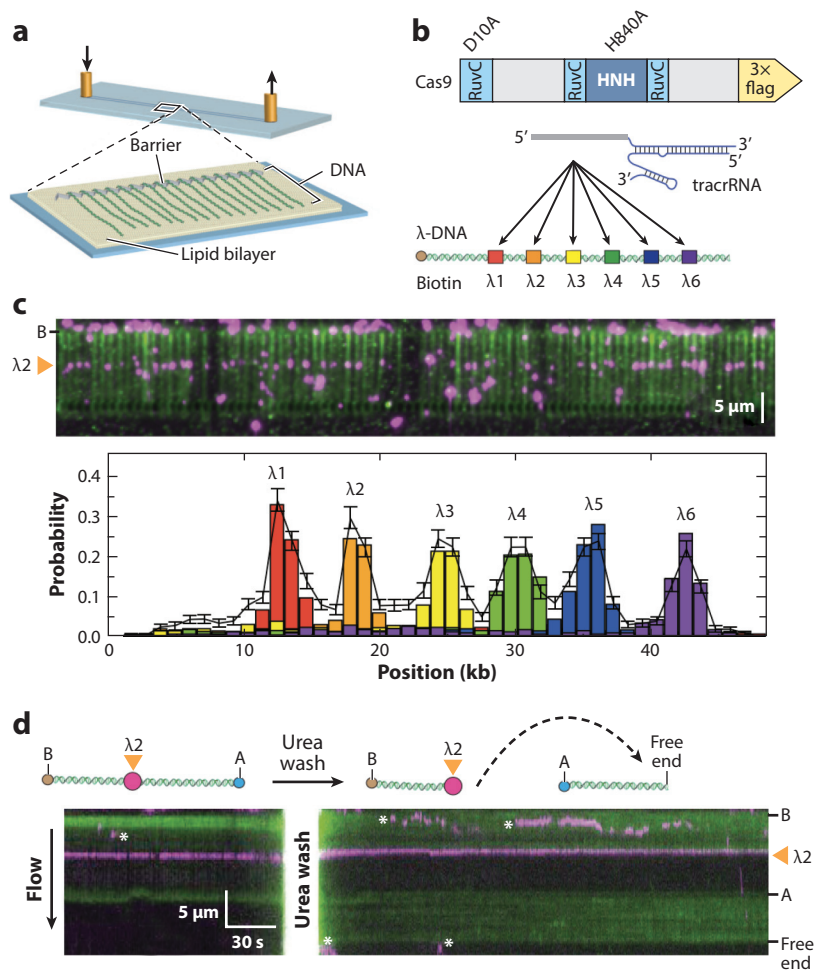 a
Barrier
DNA
Lipid bilayer
b
D10A
H840A
Cas9
RuvC
RuvC
HNH
RuvC
3×
flag
5′
3′
5′
3′
tracrRNA
λ-DNA
Biotin
λ1
λ2
λ3
λ4
λ5
λ6
c
B
λ2
5 μm
Probability
0.4
0.3
0.2
0.1
0.0
λ1
λ2
λ3
λ4
λ5
λ6
0
10
20
30
40
Position (kb)
d
B
λ2
A
Urea
wash
B
λ2
A
Free
end
Flow
*
5 μm
30 s
Urea wash
*
*
*
*
B
λ2
A
Free
end